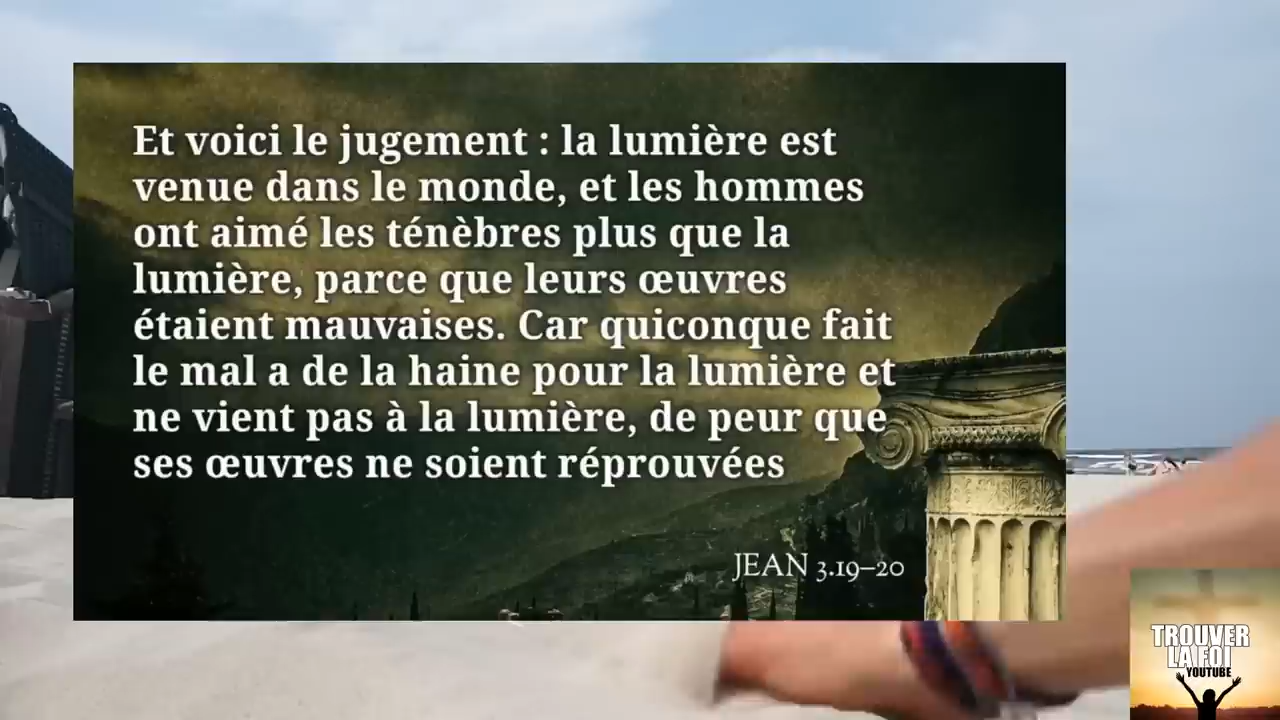 Et voici le jugement : la lumière est
venue dans le monde, et les hommes
ont aimé les ténèbres plus que la
lumière, parce que leurs œuvres
étaient mauvaises. Car quiconque fait
le mal a de la haine pour la lumière et
ne vient pas à la lumière, de peur que
ses œuvres ne soient réprouvées
JEAN 3.19–20
TROUVER
LA FOI
YOUTUBE